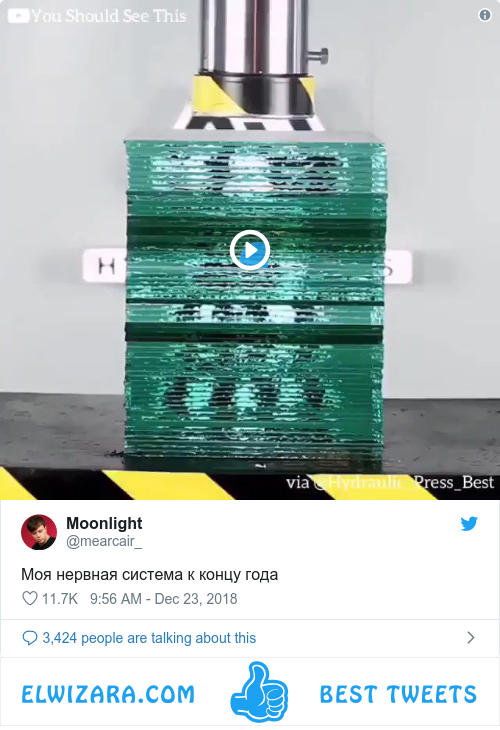 You Should See This
H
via @Hydraulic_Press_Best
Moonlight
@mearcair_
Моя нервная система к концу года
11.7K 9:56 AM - Dec 23, 2018
3,424 people are talking about this
ELWIZARA.COM BEST TWEETS